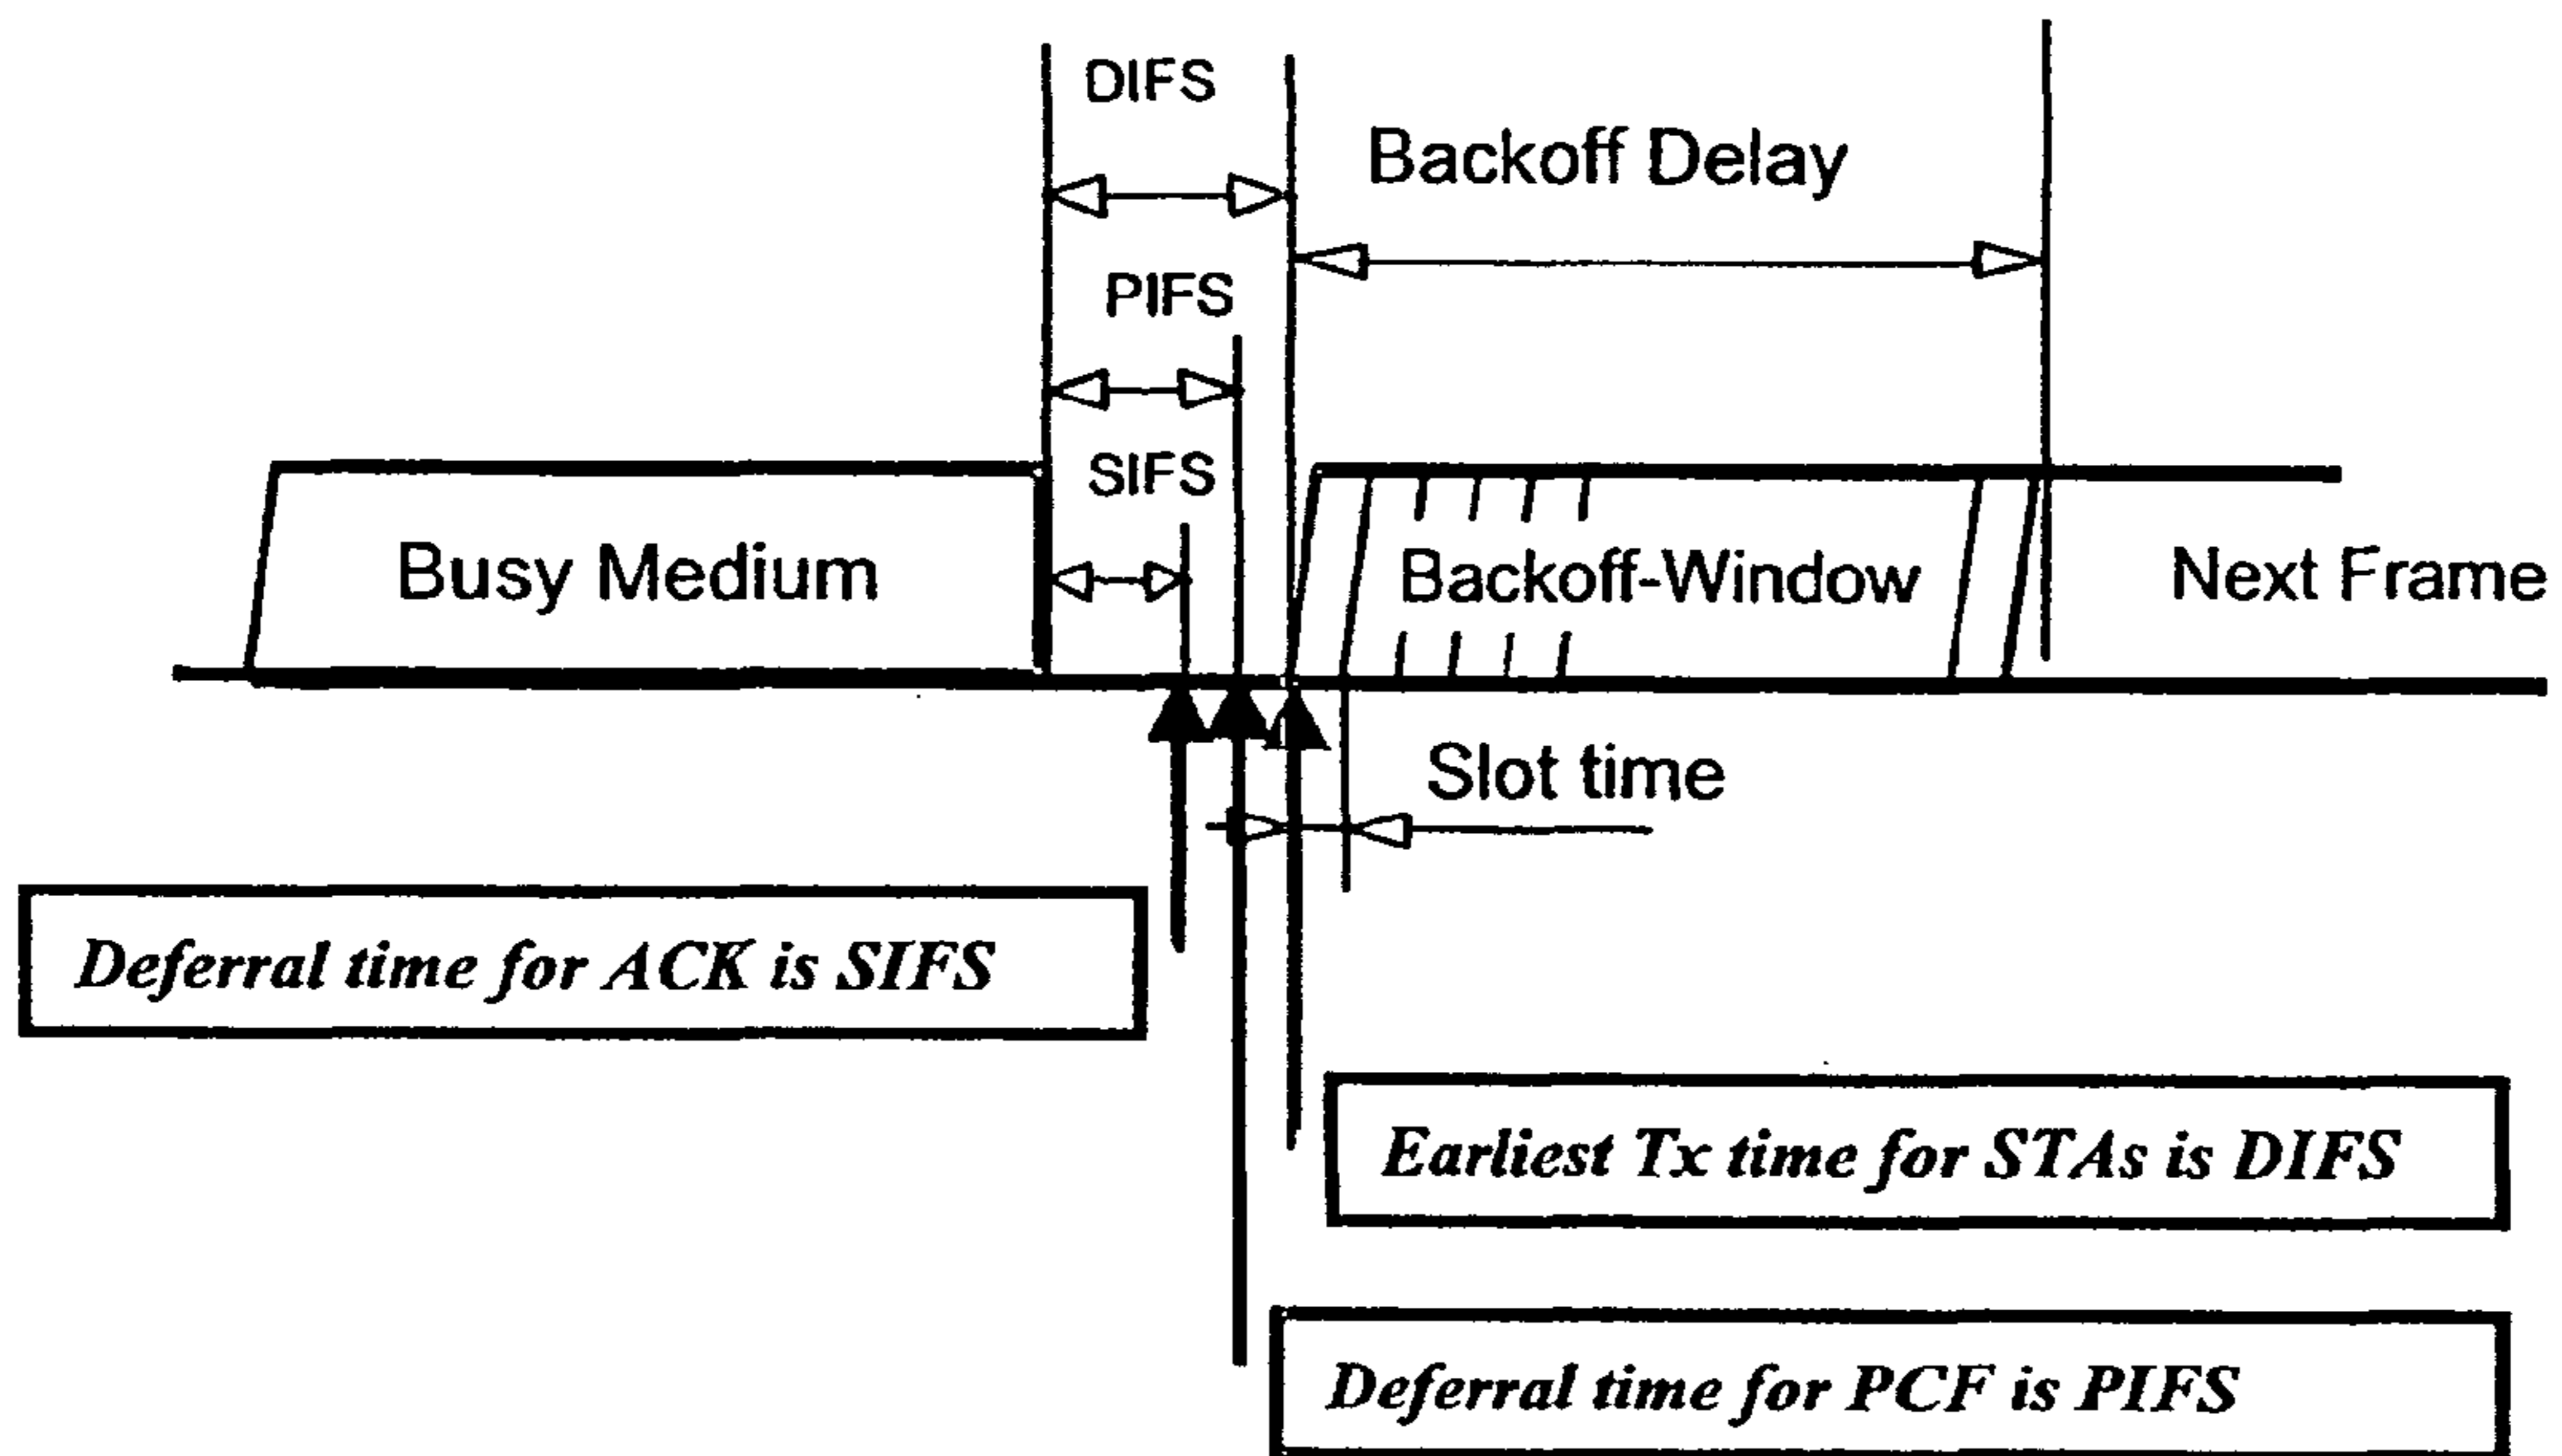 DIFS
Backoff Delay
PIFS
SIFS
Busy Medium
Backoff-Window
Next Frame
Slot time
Deferral time for ACK is SIFS
Earliest Tx time for STAs is DIFS
Deferral time for PCF is PIFS